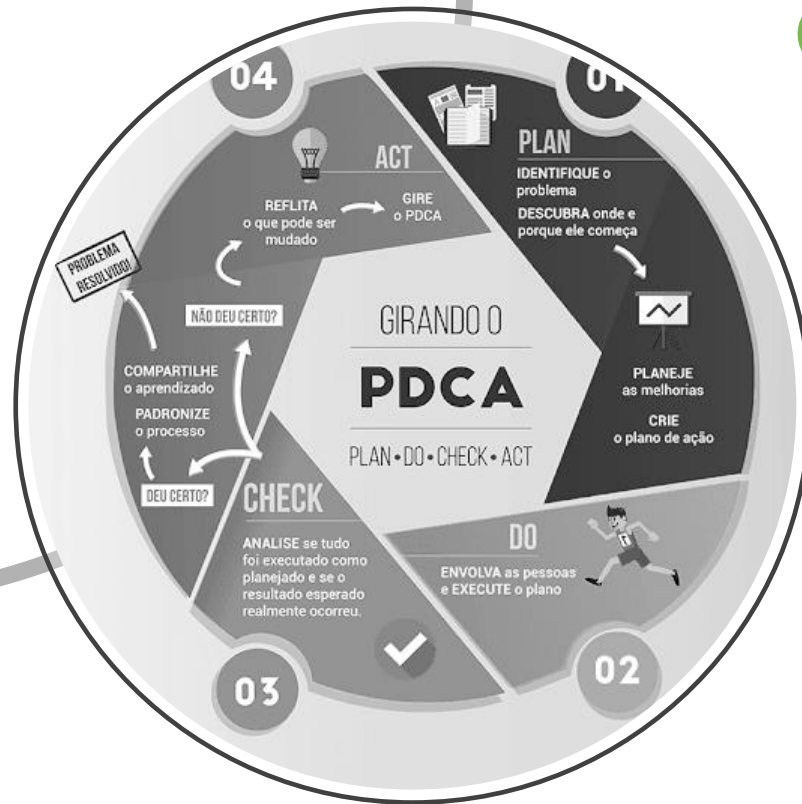 GIRANDO O
PDCA
PLAN • DO • CHECK • ACT
01
PLAN
IDENTIFIQUE o
problema
DESCUBRA onde e
porque ele começa
PLANEJE
as melhorias
CRIE
o plano de ação
02
DO
ENVOLVA as pessoas
e EXECUTE o plano
03
CHECK
ANALISE se tudo
foi executado como
planejado e se o
resultado esperado
realmente ocorreu.
DEU CERTO?
PADRONIZE
o processo
COMPARTILHE
o aprendizado
PROBLEMA
RESOLVIDO!
NÃO DEU CERTO?
04
ACT
REFLITA
o que pode ser
mudado
GIRE
o PDCA